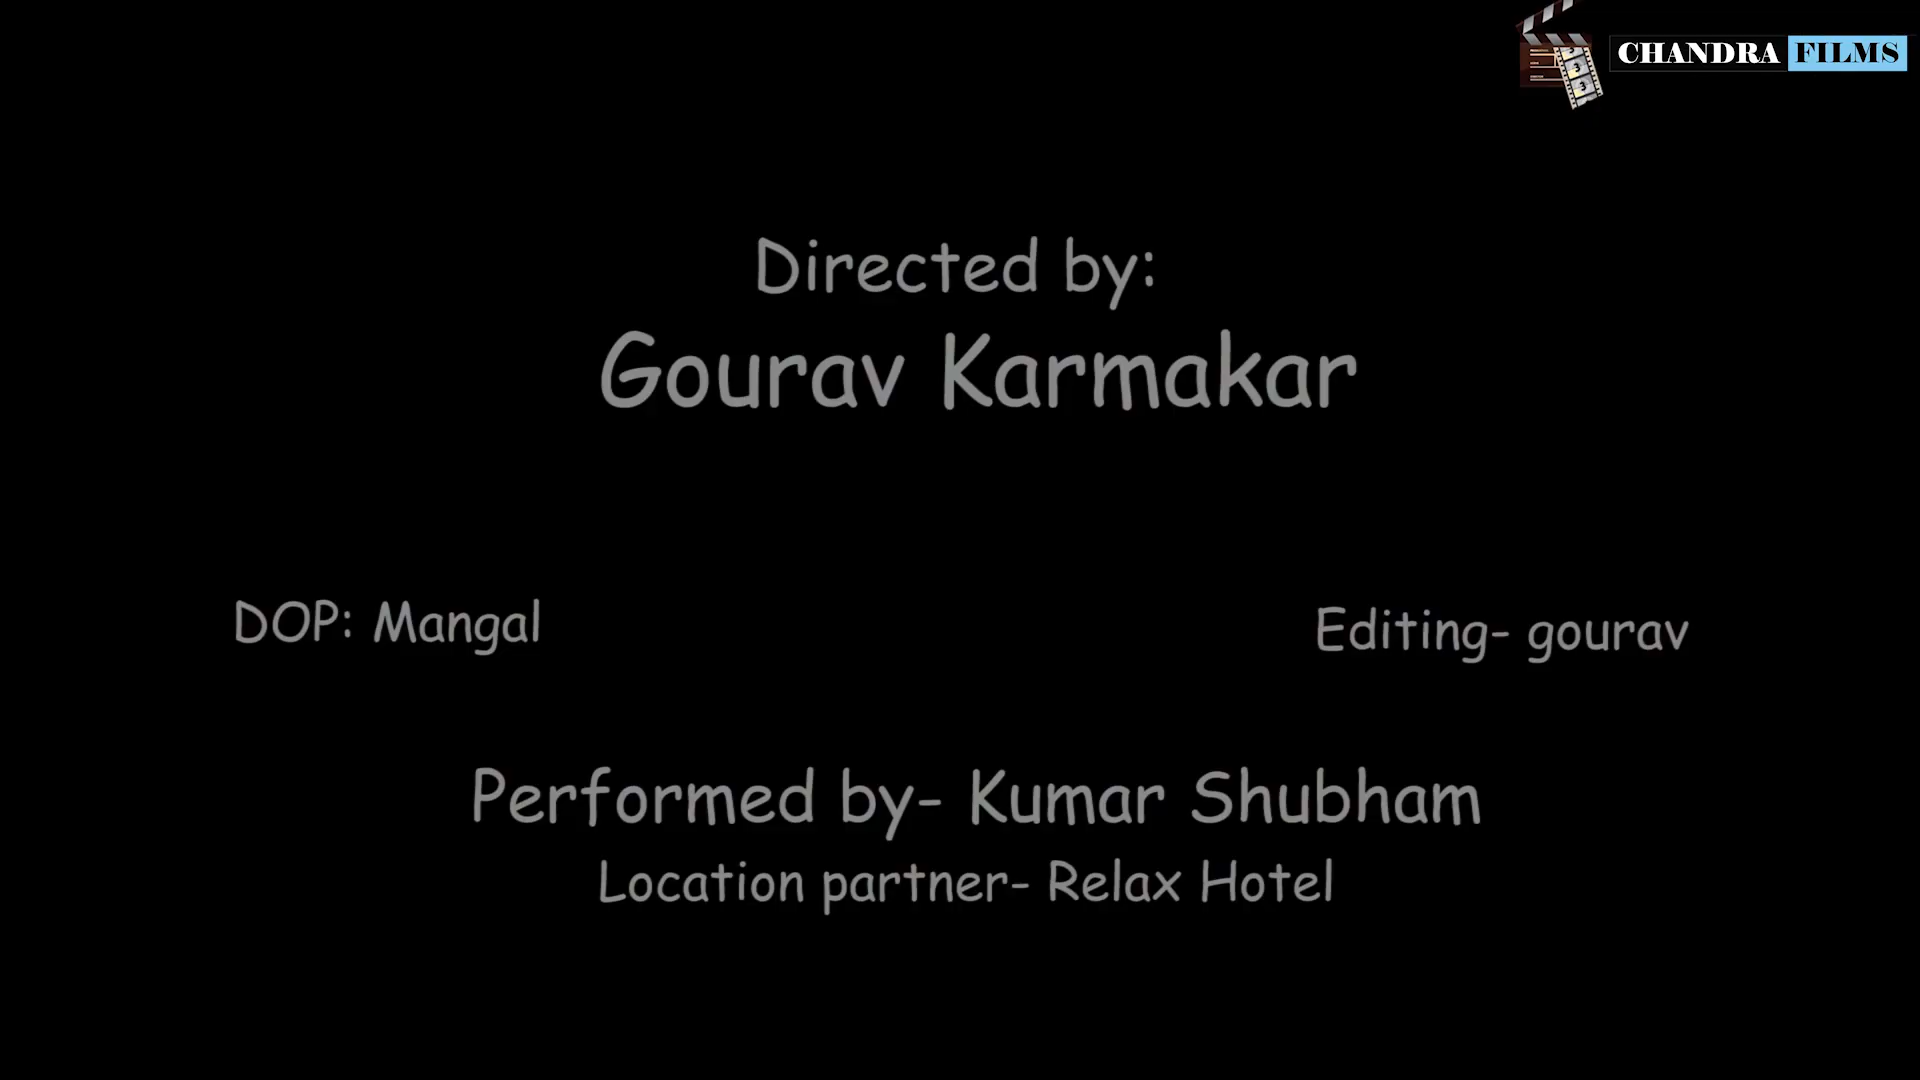 CHANDRA FILMS
Directed by:
Gourav Karmakar
DOP: Mangal
Editing- gourav
Performed by- Kumar Shubham
Location partner- Relax Hotel